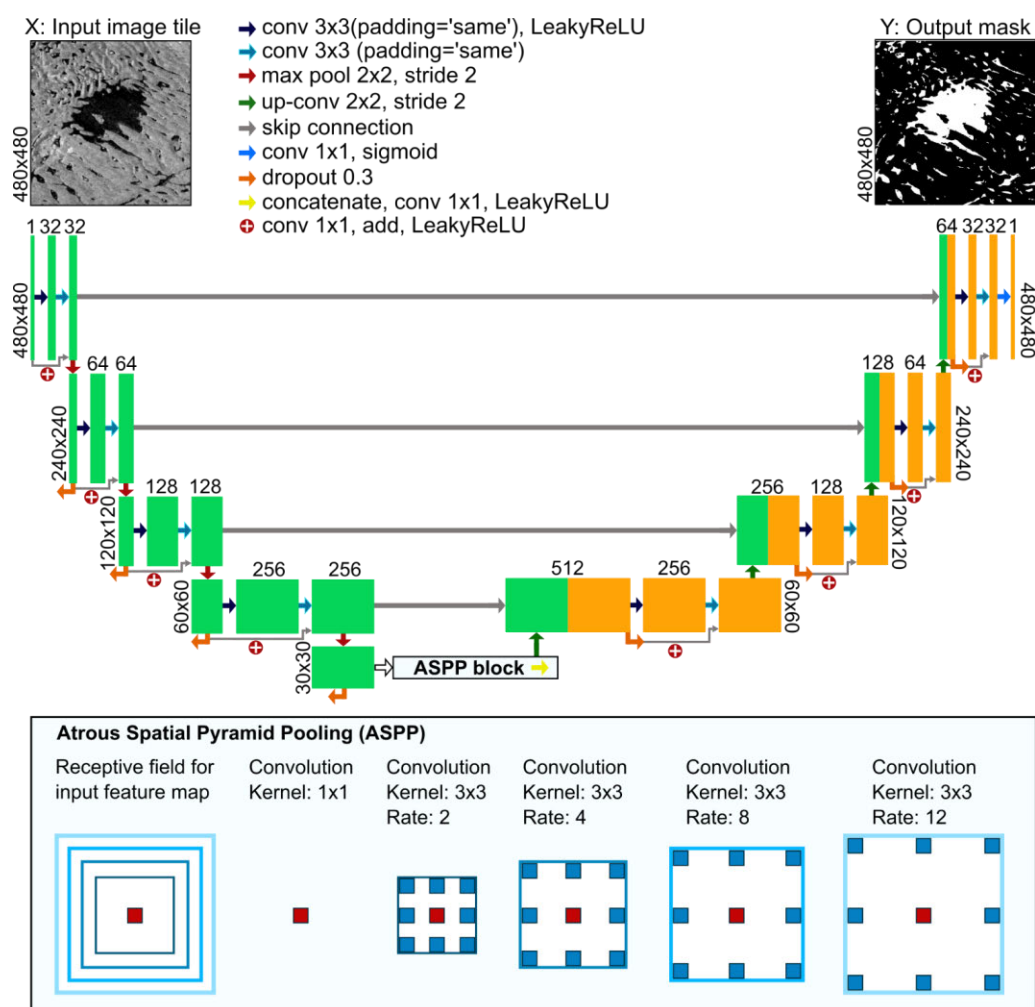 X: Input image tile
480x480
conv 3x3(padding='same'), LeakyReLU
conv 3x3 (padding='same')
max pool 2x2, stride 2
up-conv 2x2, stride 2
skip connection
conv 1x1, sigmoid
dropout 0.3
concatenate, conv 1x1, LeakyReLU
conv 1x1, add, LeakyReLU
Y: Output mask
480x480
1 32 32
480x480
64 32 32 1
480x480
64 64
240x240
128 64
240x240
128 128
120x120
256 128
120x120
256 256
60x60
512 256
60x60
30x30
ASPP block
Atrous Spatial Pyramid Pooling (ASPP)
Receptive field for
input feature map
Convolution
Kernel: 1x1
Convolution
Kernel: 3x3
Rate: 2
Convolution
Kernel: 3x3
Rate: 4
Convolution
Kernel: 3x3
Rate: 8
Convolution
Kernel: 3x3
Rate: 12